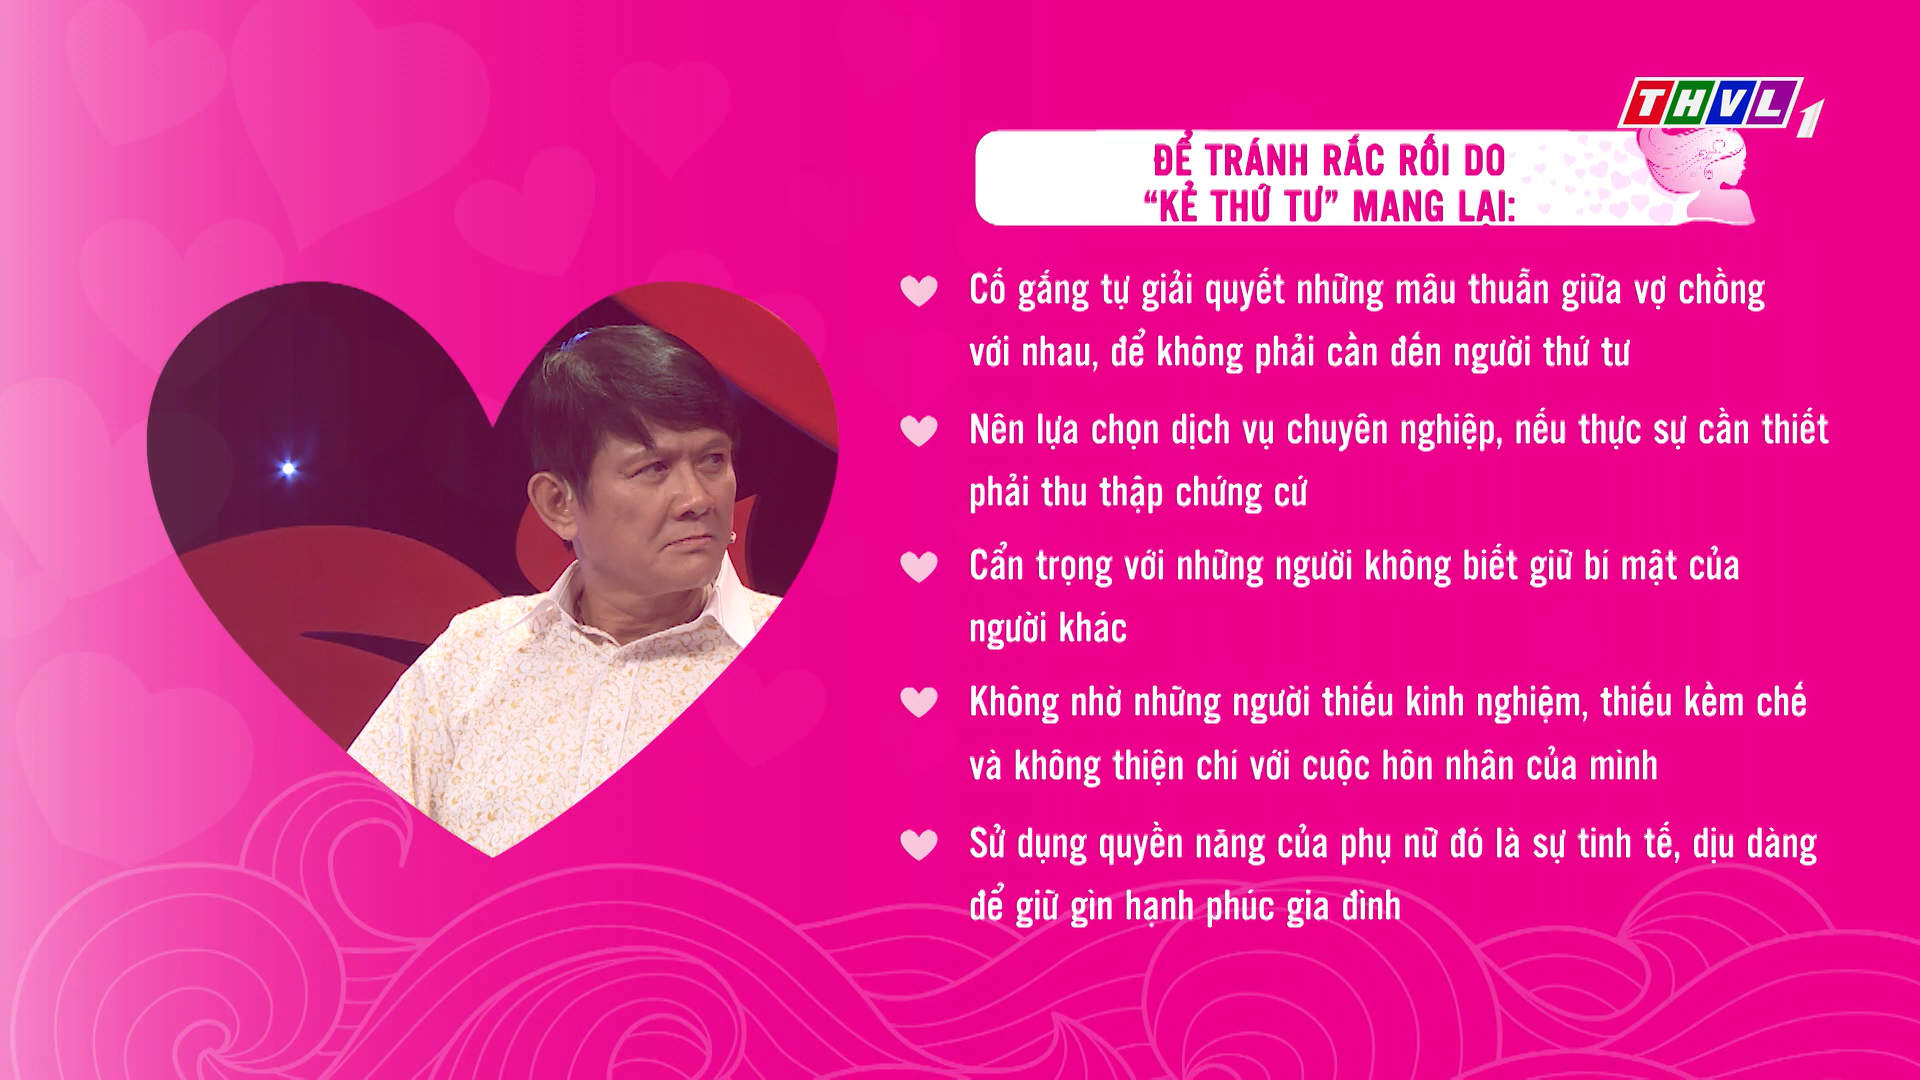 THVL1
ĐỂ TRÁNH RẮC RỐI DO
“KẺ THỨ TƯ” MANG LẠI:
Cố gắng tự giải quyết những mâu thuẫn giữa vợ chồng
với nhau, để không phải cần đến người thứ tư
Nên lựa chọn dịch vụ chuyên nghiệp, nếu thực sự cần thiết
phải thu thập chứng cứ
Cẩn trọng với những người không biết giữ bí mật của
người khác
Không nhờ những người thiếu kinh nghiệm, thiếu kềm chế
và không thiện chí với cuộc hôn nhân của mình
Sử dụng quyền năng của phụ nữ đó là sự tinh tế, dịu dàng
để giữ gìn hạnh phúc gia đình